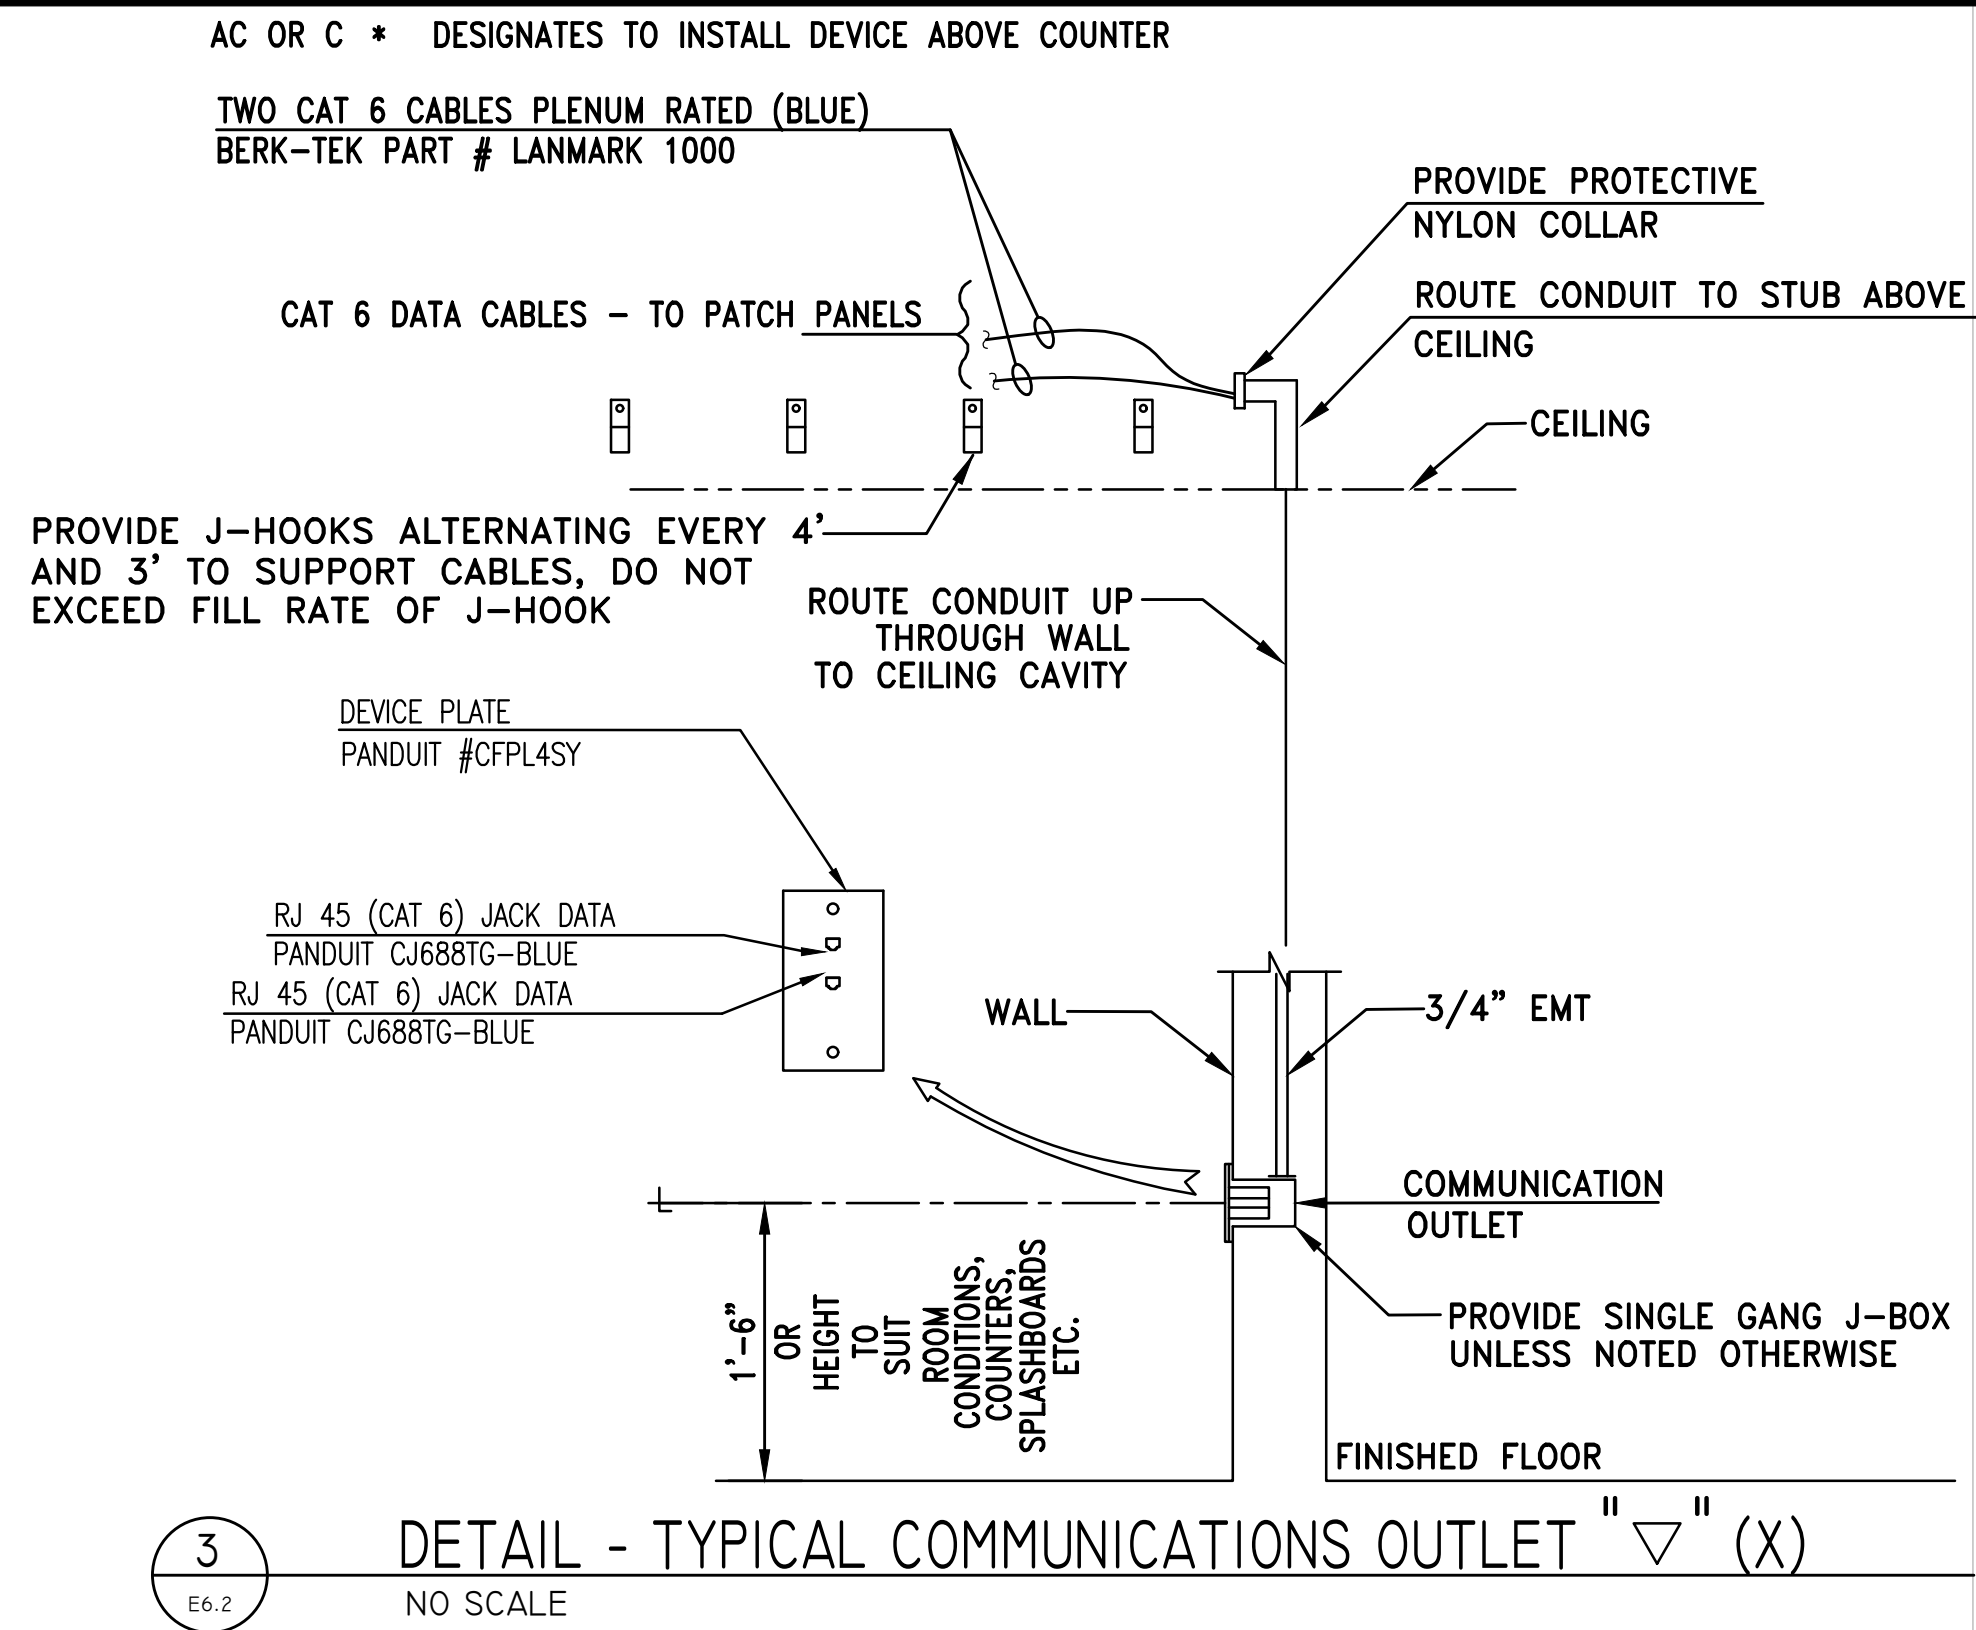 AC OR C * DESIGNATES TO INSTALL DEVICE ABOVE COUNTER
TWO CAT 6 CABLES PLENUM RATED (BLUE)
BERK-TEK PART # LANMARK 1000
PROVIDE PROTECTIVE
NYLON COLLAR
CAT 6 DATA CABLES - TO PATCH PANELS
ROUTE CONDUIT TO STUB ABOVE
CEILING
CEILING
PROVIDE J-HOOKS ALTERNATING EVERY 4'
AND 3' TO SUPPORT CABLES, DO NOT
EXCEED FILL RATE OF J-HOOK
ROUTE CONDUIT UP
THROUGH WALL
TO CEILING CAVITY
DEVICE PLATE
PANDUIT #CFPL4SY
RJ 45 (CAT 6) JACK DATA
PANDUIT CJ688TG-BLUE
RJ 45 (CAT 6) JACK DATA
PANDUIT CJ688TG-BLUE
WALL
3/4" EMT
COMMUNICATION
OUTLET
1'-6"
OR
HEIGHT
TO
SUIT
ROOM
CONDITIONS,
COUNTERS,
SPLASHBOARDS
ETC.
PROVIDE SINGLE GANG J-BOX
UNLESS NOTED OTHERWISE
FINISHED FLOOR
3
E6.2
DETAIL - TYPICAL COMMUNICATIONS OUTLET "▽" (X)
NO SCALE